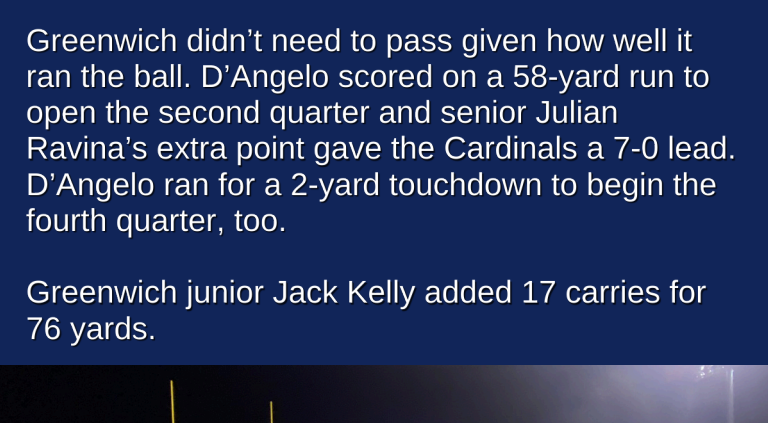 Greenwich didn’t need to pass given how well it
ran the ball. D’Angelo scored on a 58-yard run to
open the second quarter and senior Julian
Ravina’s extra point gave the Cardinals a 7-0 lead.
D’Angelo ran for a 2-yard touchdown to begin the
fourth quarter, too.
Greenwich junior Jack Kelly added 17 carries for
76 yards.